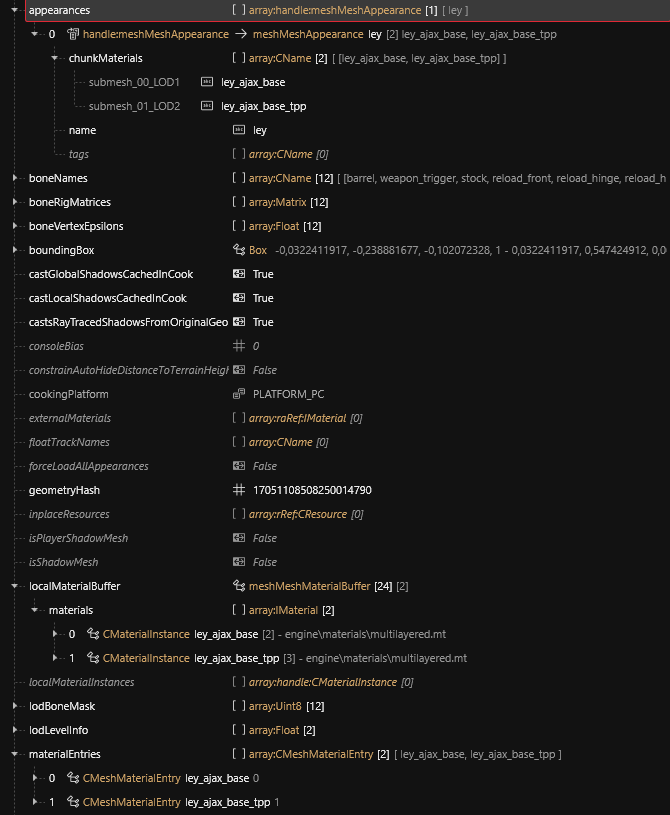 appearances [ ] array:handle:meshMeshAppearance [1] [ ley ]
0 handle:meshMeshAppearance → meshMeshAppearance ley [2] ley_ajax_base, ley_ajax_base_tpp
chunkMaterials [ ] array:CName [2] [ [ley_ajax_base, ley_ajax_base_tpp] ]
submesh_00_LOD1 ley_ajax_base
submesh_01_LOD2 ley_ajax_base_tpp
name ley
tags [ ] array:CName [0]
boneNames [ ] array:CName [12] [ [barrel, weapon_trigger, stock, reload_front, reload_hinge, reload_h
boneRigMatrices [ ] array:Matrix [12]
boneVertexEpsilons [ ] array:Float [12]
boundingBox Box -0,0322411917, -0,238881677, -0,102072328, 1 - 0,0322411917, 0,547424912, 0,0
castGlobalShadowsCachedInCook True
castLocalShadowsCachedInCook True
castsRayTracedShadowsFromOriginalGeo True
consoleBias 0
constrainAutoHideDistanceToTerrainHeigh False
cookingPlatform PLATFORM_PC
externalMaterials [ ] array:raRef:IMaterial [0]
floatTrackNames [ ] array:CName [0]
forceLoadAllAppearances False
geometryHash 17051108508250014790
inplaceResources [ ] array:rRef:CResource [0]
isPlayerShadowMesh False
isShadowMesh False
localMaterialBuffer meshMeshMaterialBuffer [24] [2]
materials [ ] array:IMaterial [2]
0 CMaterialInstance ley_ajax_base [2] - engine\materials\multilayered.mt
1 CMaterialInstance ley_ajax_base_tpp [3] - engine\materials\multilayered.mt
localMaterialInstances [ ] array:handle:CMaterialInstance [0]
lodBoneMask [ ] array:Uint8 [12]
lodLevelInfo [ ] array:Float [2]
materialEntries [ ] array:CMeshMaterialEntry [2] [ ley_ajax_base, ley_ajax_base_tpp ]
0 CMeshMaterialEntry ley_ajax_base 0
1 CMeshMaterialEntry ley_ajax_base_tpp 1